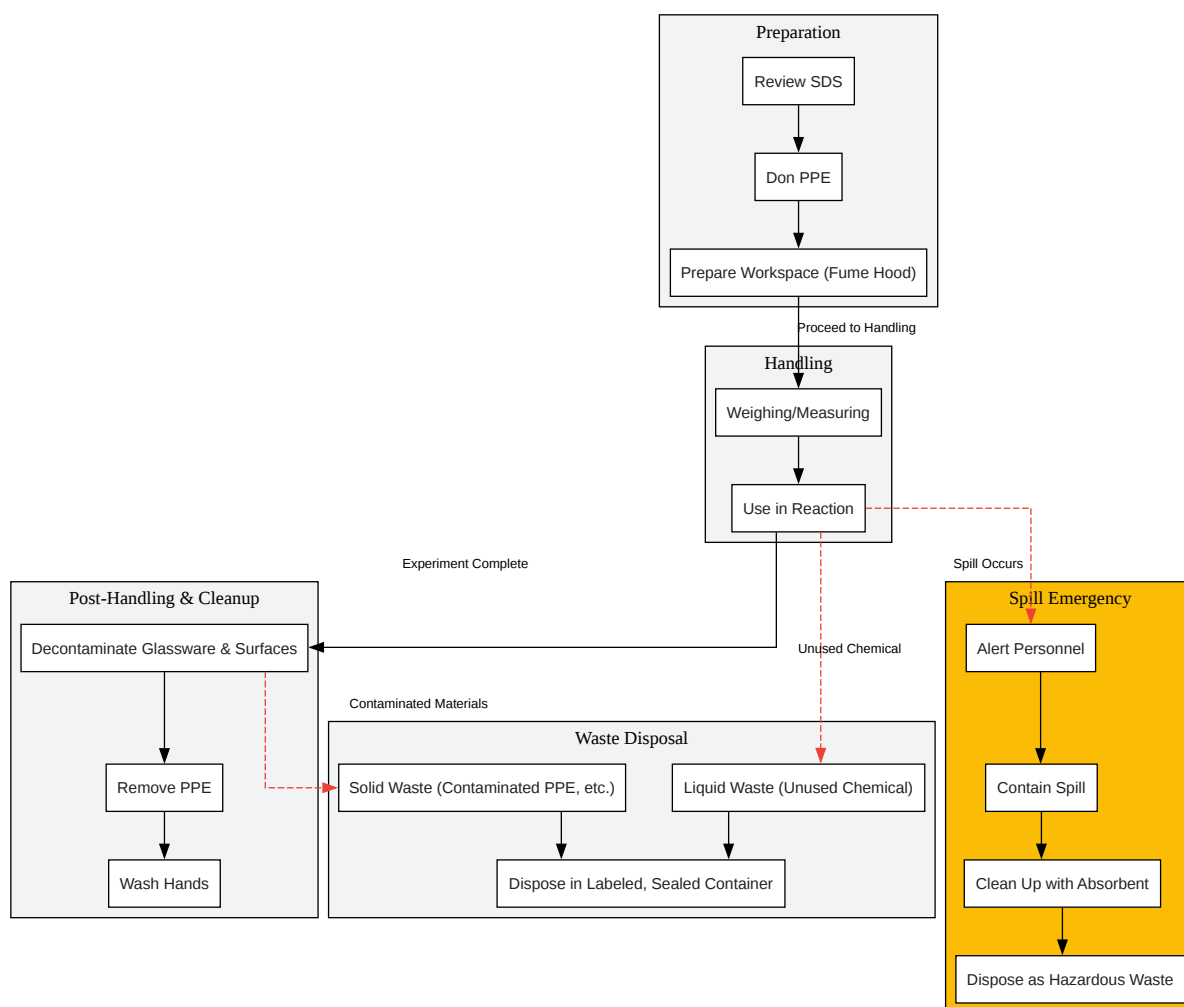 Preparation
Review SDS
Don PPE
Prepare Workspace (Fume Hood)
Proceed to Handling
Handling
Weighing/Measuring
Use in Reaction
Experiment Complete
Spill Occurs
Post-Handling & Cleanup
Decontaminate Glassware & Surfaces
Remove PPE
Wash Hands
Unused Chemical
Contaminated Materials
Waste Disposal
Solid Waste (Contaminated PPE, etc.)
Liquid Waste (Unused Chemical)
Dispose in Labeled, Sealed Container
Spill Emergency
Alert Personnel
Contain Spill
Clean Up with Absorbent
Dispose as Hazardous Waste